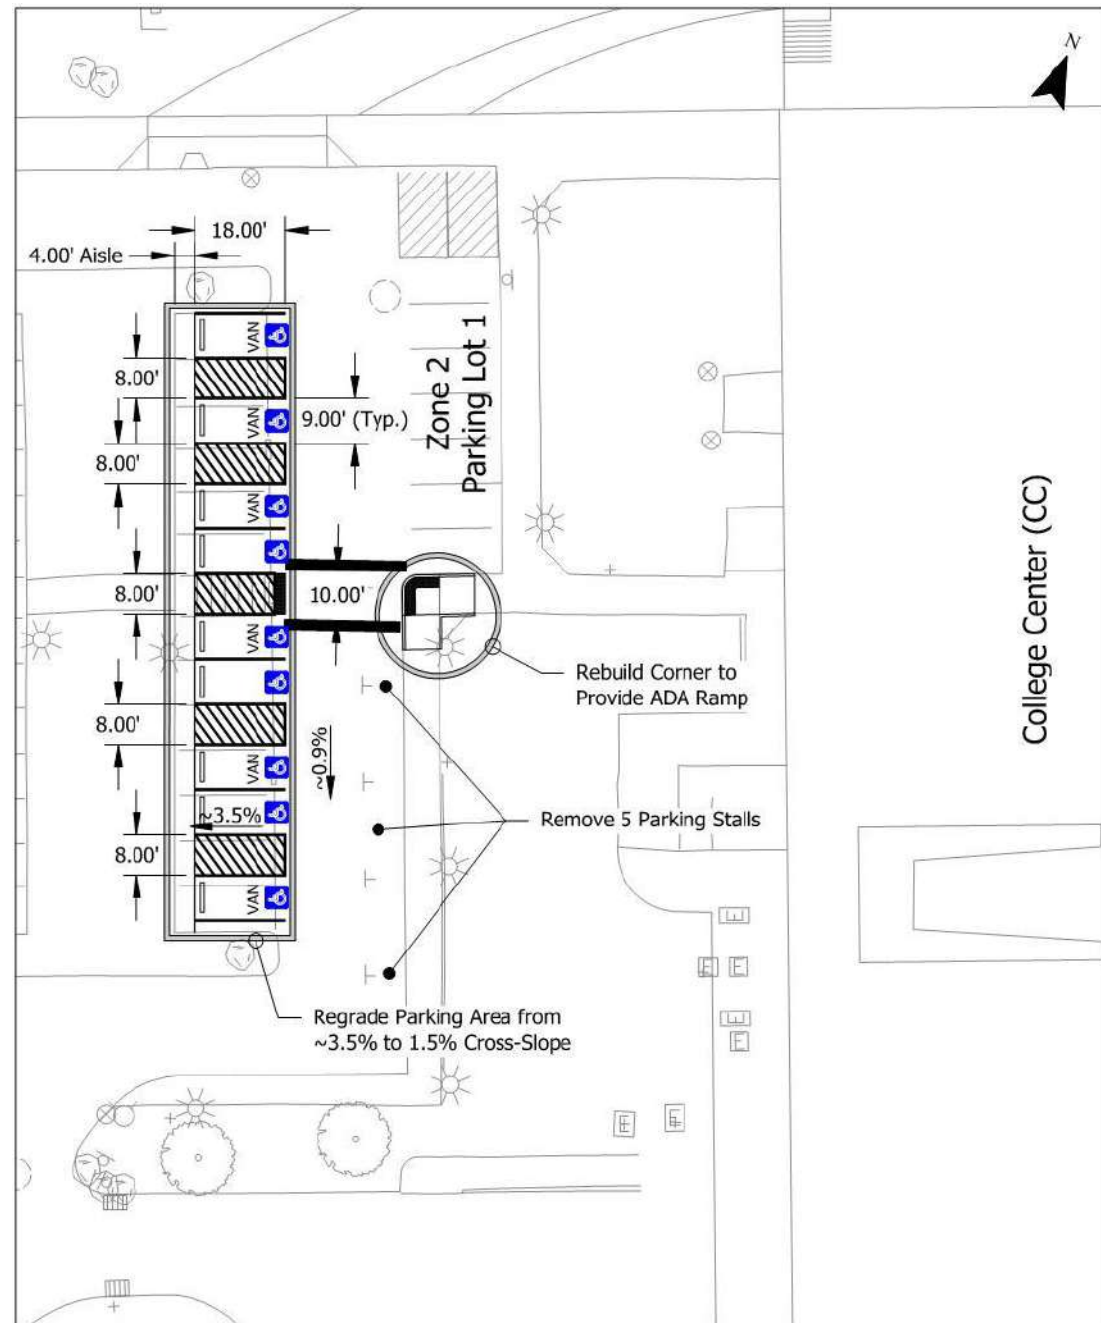 N
18.00'
4.00' Aisle
VAN
8.00'
9.00' (Typ.)
VAN
8.00'
VAN
Zone 2
Parking Lot 1
8.00'
10.00'
College Center (CC)
Rebuild Corner to
Provide ADA Ramp
8.00'
~0.9%
VAN
~3.5%
Remove 5 Parking Stalls
8.00'
VAN
E
E
E
E
E
Regrade Parking Area from
~3.5% to 1.5% Cross-Slope
E
E